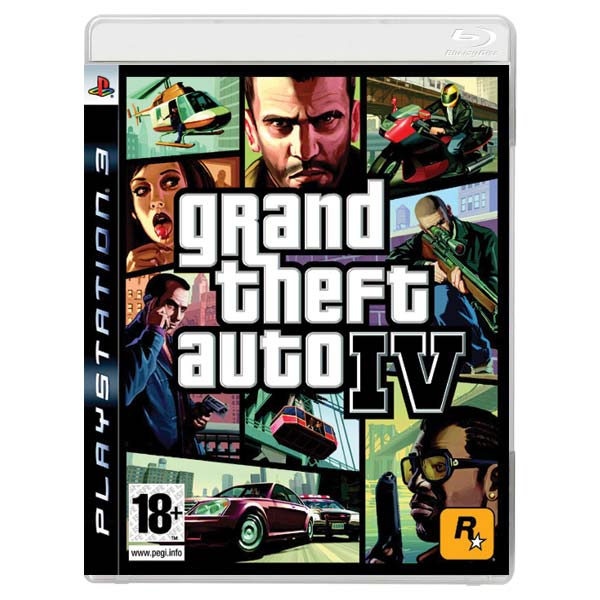 Blu-ray Disc
PLAYSTATION 3
grand
theft
auto IV
18+
www.pegi.info
R